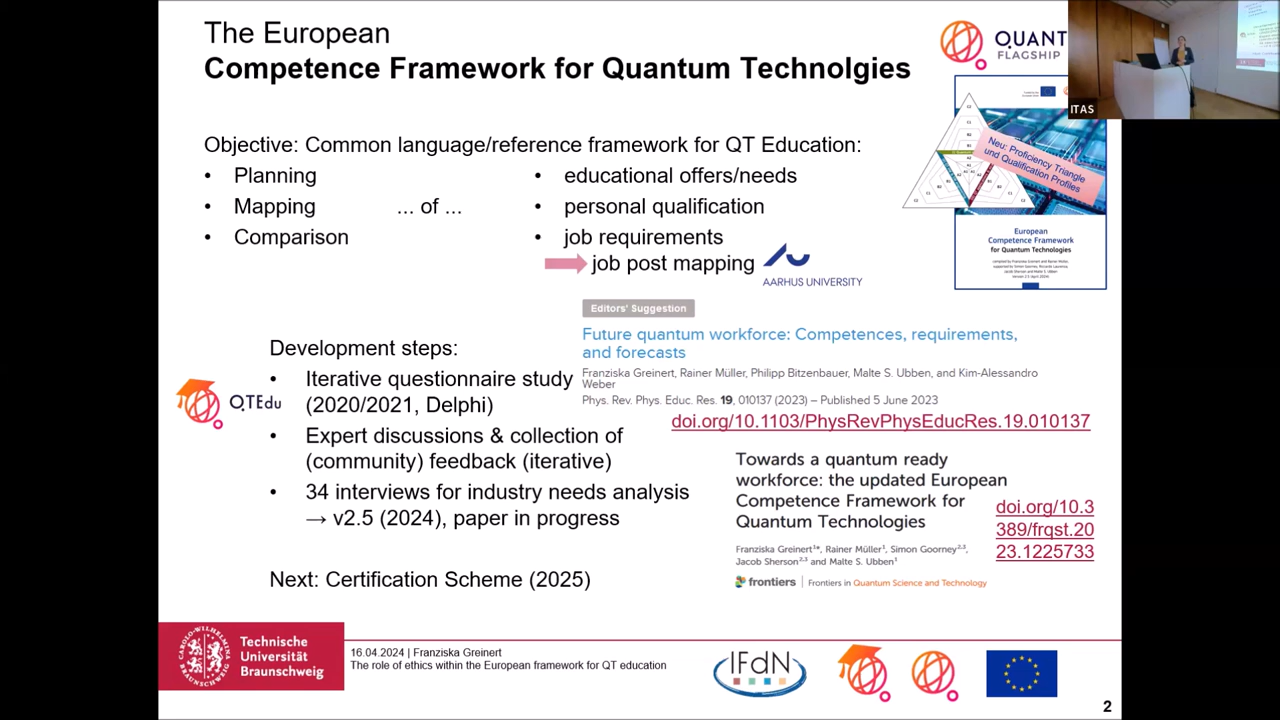 The European
Competence Framework for Quantum Technolgies
QUANT
FLAGSHIP
ITAS
Neu: Proficiency Triangle
und Qualification Profiles
European
Competence Framework
for Quantum Technologies
Objective: Common language/reference framework for QT Education:
• Planning
• Mapping
• Comparison
... of ...
• educational offers/needs
• personal qualification
• job requirements
job post mapping
AARHUS UNIVERSITY
Editors' Suggestion
Future quantum workforce: Competences, requirements,
and forecasts
Franziska Greinert, Rainer Müller, Philipp Bitzenbauer, Malte S. Ubben, and Kim-Alessandro
Weber
Phys. Rev. Phys. Educ. Res. 19, 010137 (2023) – Published 5 June 2023
doi.org/10.1103/PhysRevPhysEducRes.19.010137
QTEdu
Development steps:
• Iterative questionnaire study
(2020/2021, Delphi)
• Expert discussions & collection of
(community) feedback (iterative)
• 34 interviews for industry needs analysis
→ v2.5 (2024), paper in progress
Next: Certification Scheme (2025)
Towards a quantum ready
workforce: the updated European
Competence Framework for
Quantum Technologies
Franziska Greinert¹*, Rainer Müller¹, Simon Goorney²,³,
Jacob Sherson²,³ and Malte S. Ubben¹
frontiers | Frontiers in Quantum Science and Technology
doi.org/10.3
389/frqst.20
23.1225733
Technische
Universität
Braunschweig
16.04.2024 | Franziska Greinert
The role of ethics within the European framework for QT education
IFdN
2